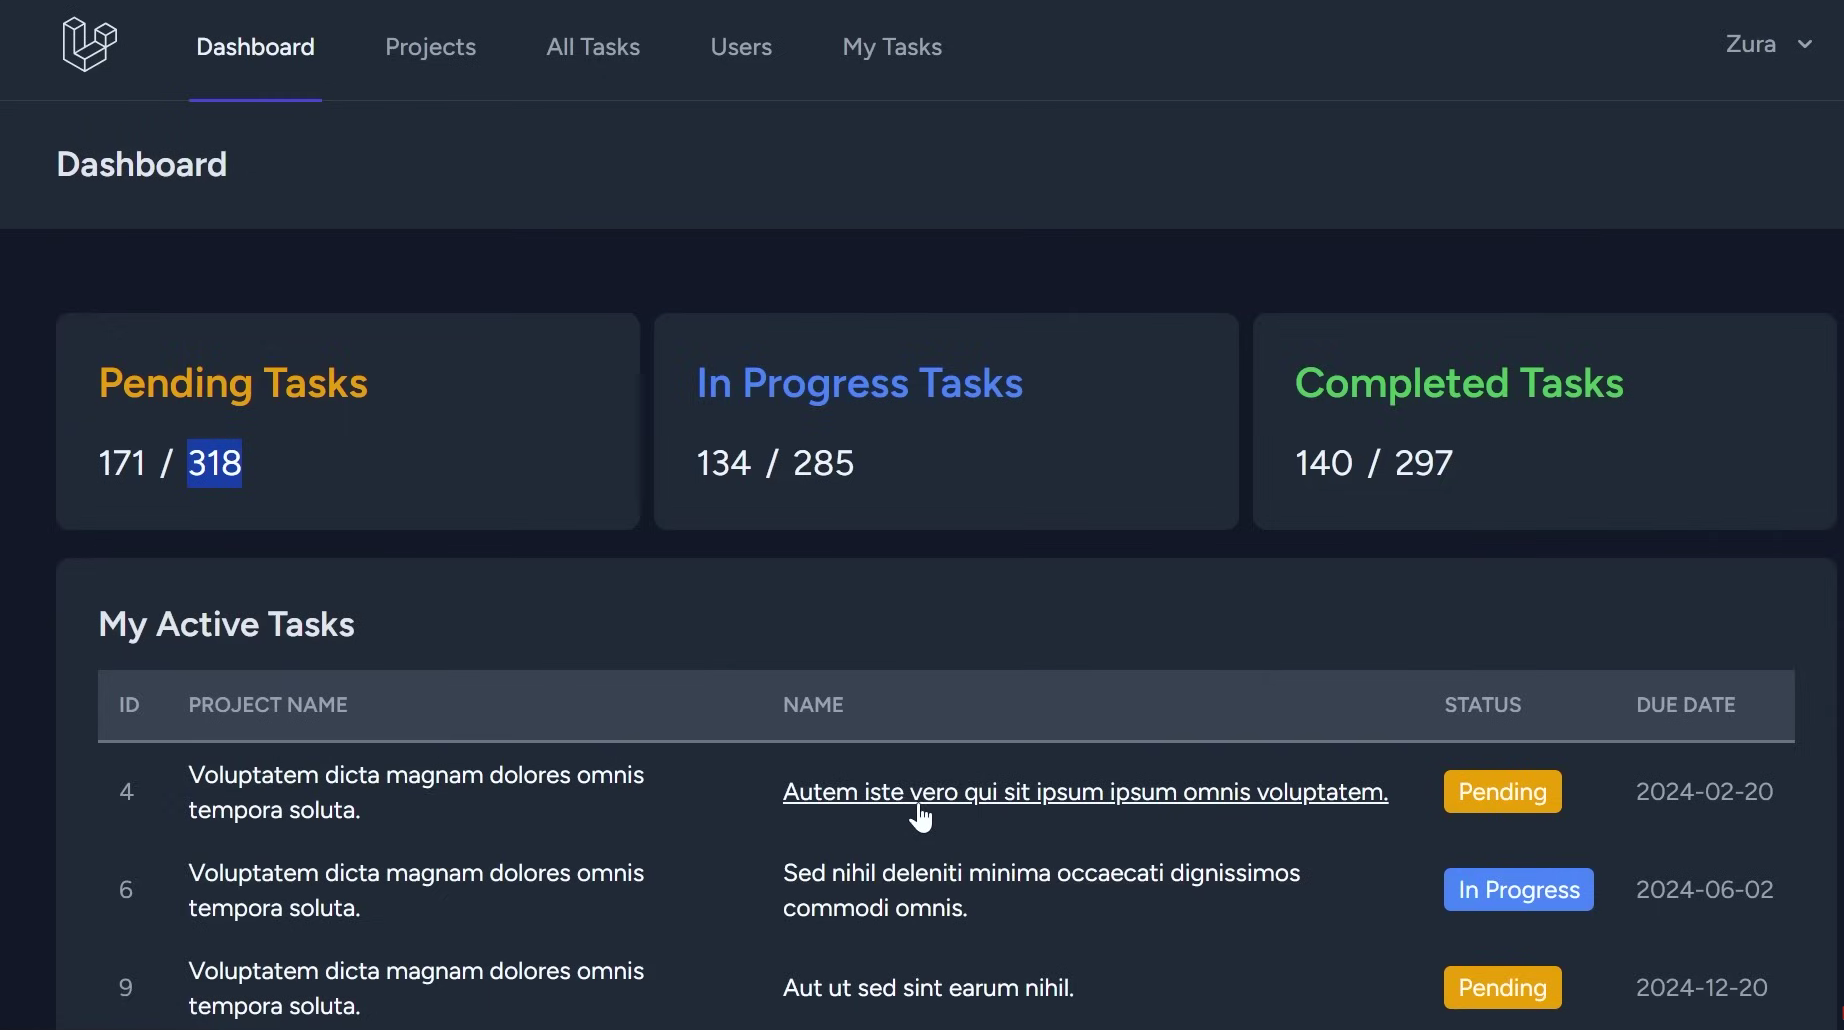 Dashboard Projects All Tasks Users My Tasks Zura
Dashboard
Pending Tasks
171 / 318
In Progress Tasks
134 / 285
Completed Tasks
140 / 297
My Active Tasks
ID PROJECT NAME NAME STATUS DUE DATE
4 Voluptatem dicta magnam dolores omnis
tempora soluta.
Autem iste vero qui sit ipsum ipsum omnis voluptatem.
Pending 2024-02-20
6 Voluptatem dicta magnam dolores omnis
tempora soluta.
Sed nihil deleniti minima occaecati dignissimos
commodi omnis.
In Progress 2024-06-02
9 Voluptatem dicta magnam dolores omnis
tempora soluta.
Aut ut sed sint earum nihil.
Pending 2024-12-20